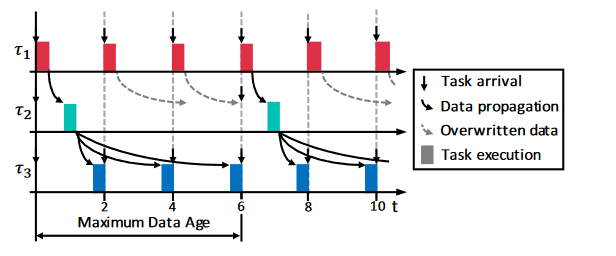 τ1
τ2
τ3
2 4 6 8 10 t
Maximum Data Age
Task arrival
Data propagation
Overwritten data
Task execution